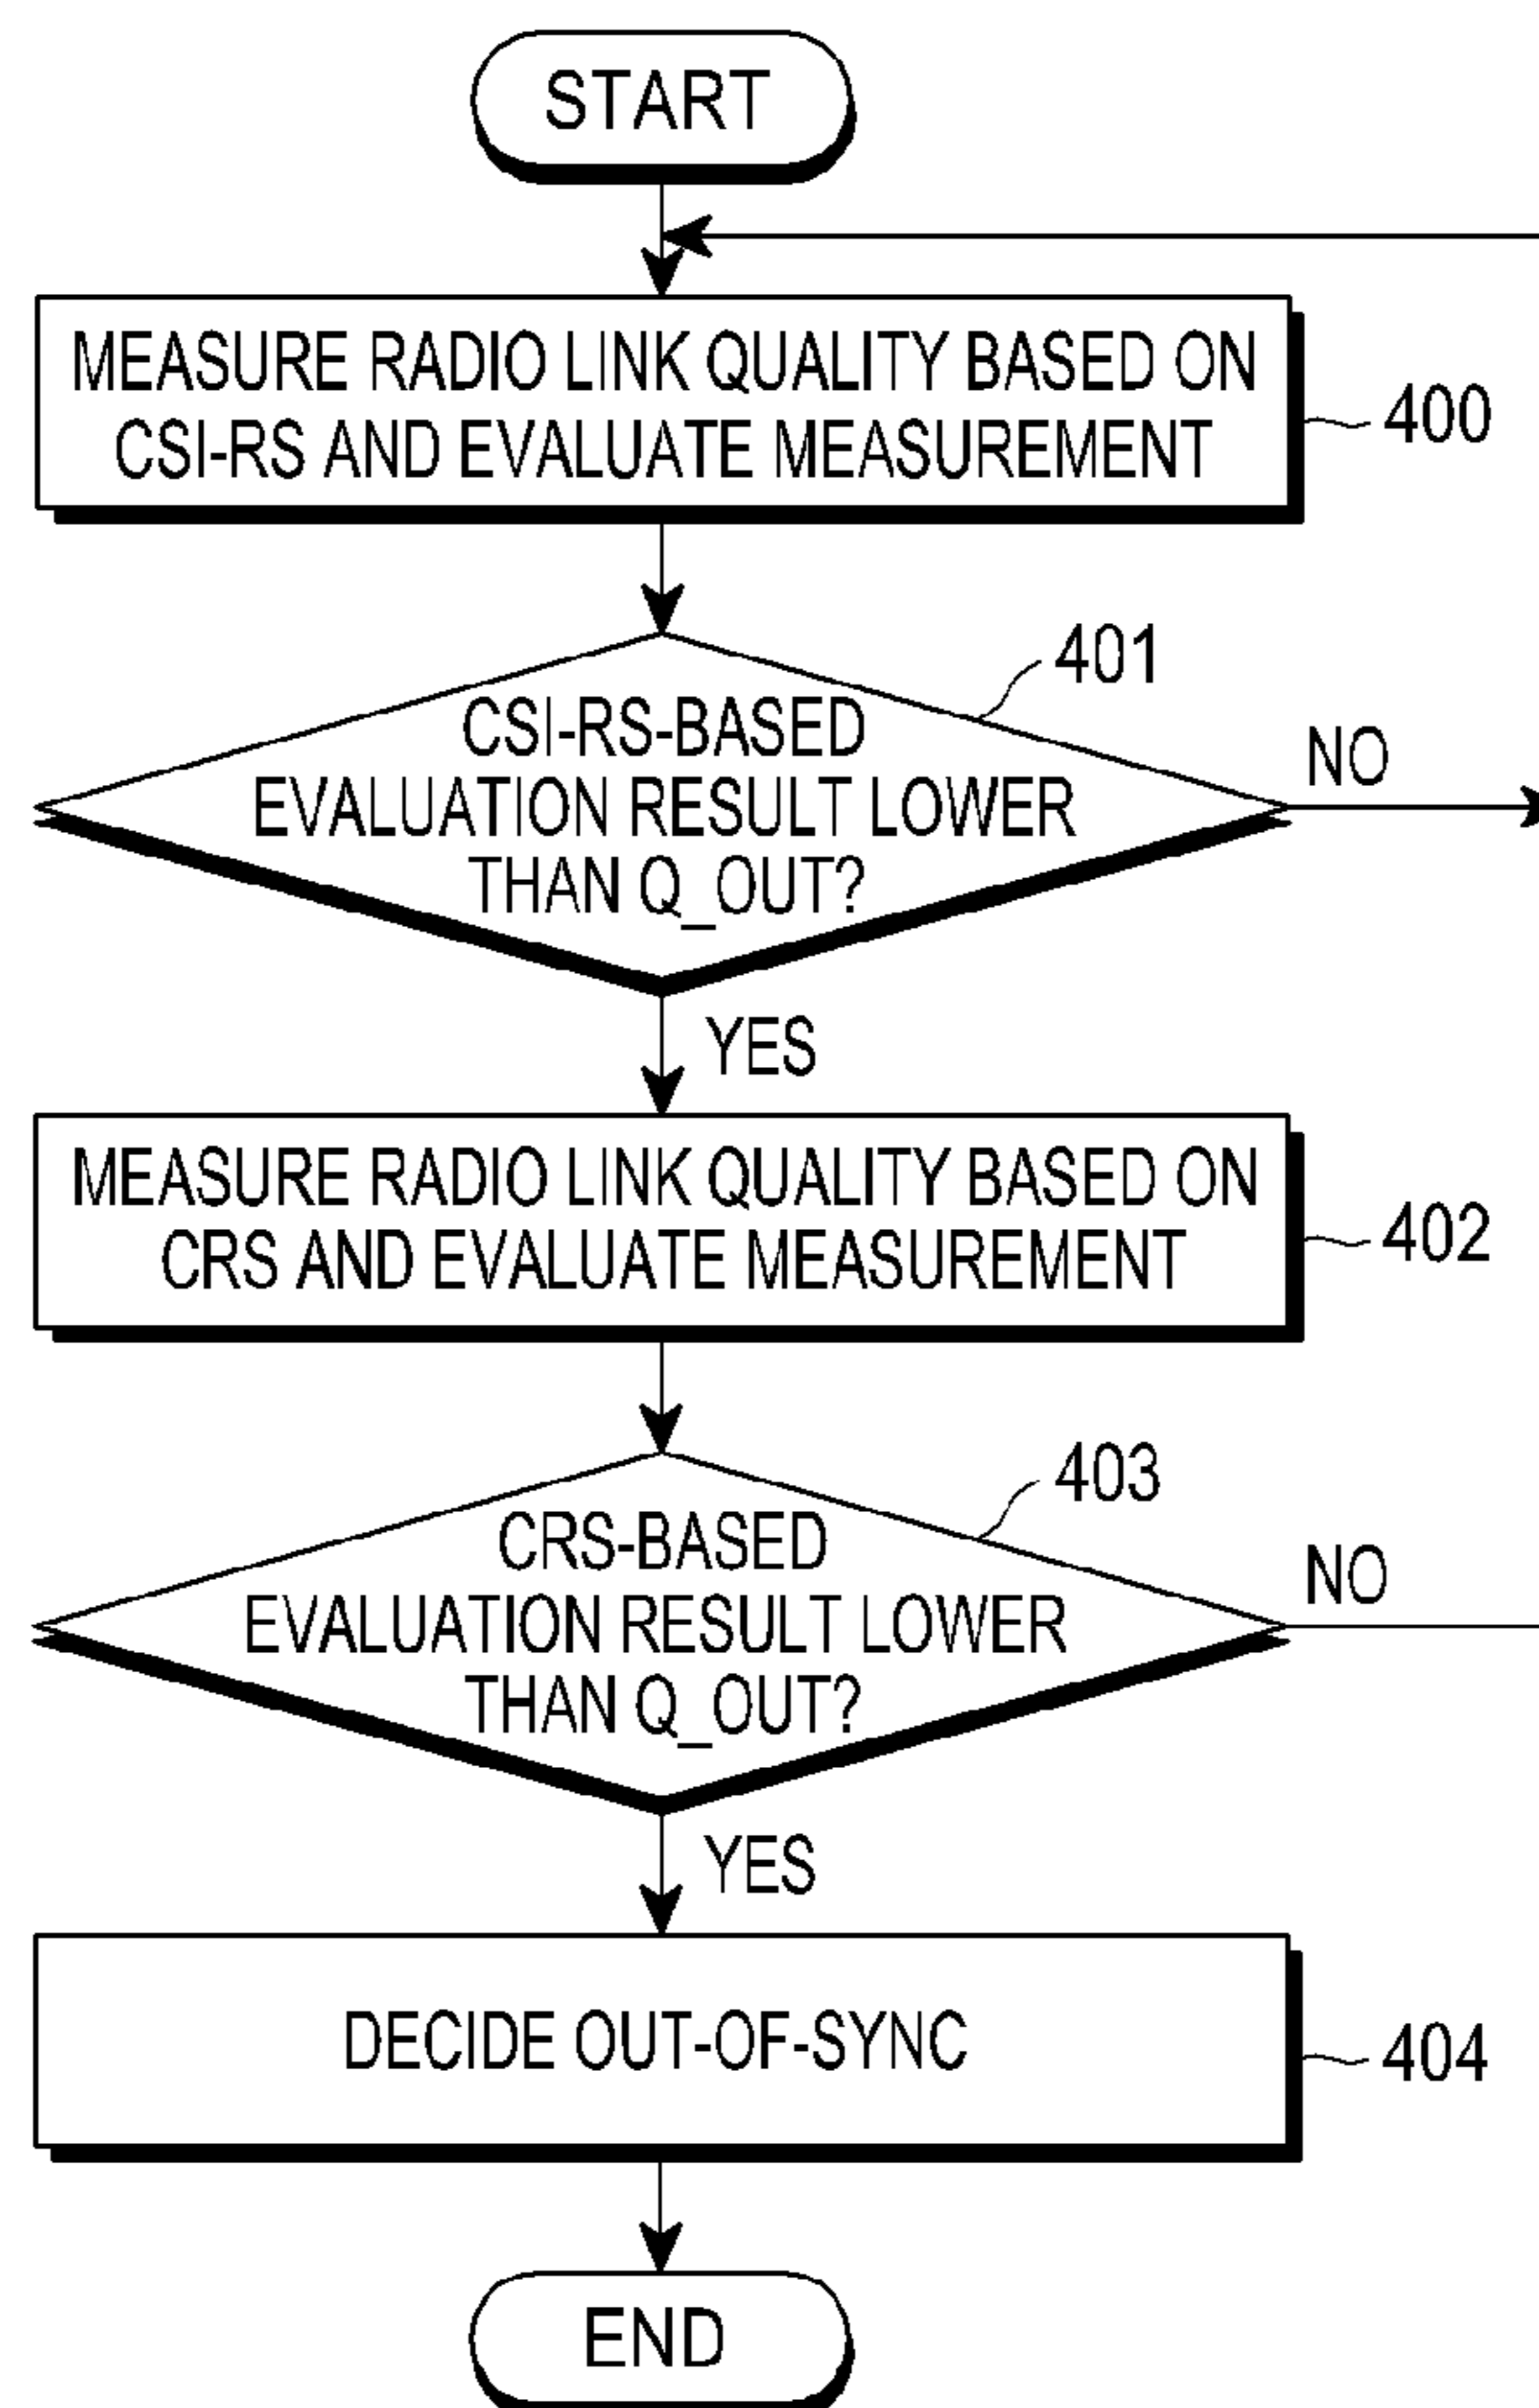 START
MEASURE RADIO LINK QUALITY BASED ON
CSI-RS AND EVALUATE MEASUREMENT
400
401
CSI-RS-BASED
EVALUATION RESULT LOWER
THAN Q_OUT?
NO
YES
MEASURE RADIO LINK QUALITY BASED ON
CRS AND EVALUATE MEASUREMENT
402
403
CRS-BASED
EVALUATION RESULT LOWER
THAN Q_OUT?
NO
YES
DECIDE OUT-OF-SYNC
404
END